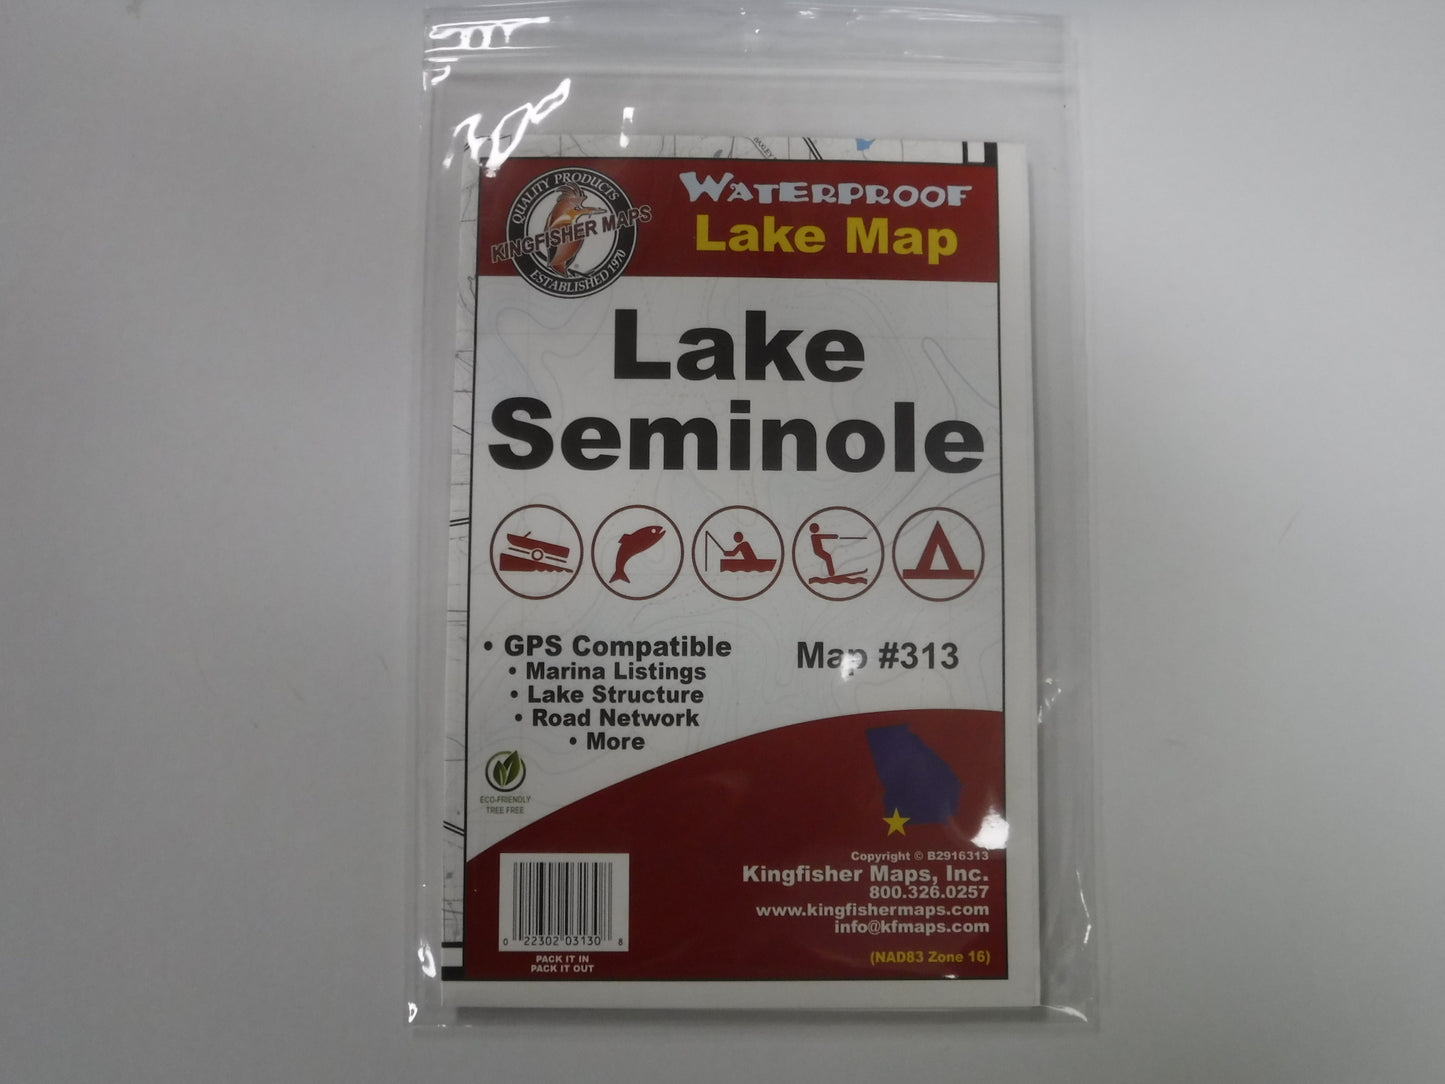 QUALITY PRODUCTS
KINGFISHER MAPS
ESTABLISHED 1970
WATERPROOF
Lake Map
Lake
Seminole
• GPS Compatible
• Marina Listings
• Lake Structure
• Road Network
• More
Map #313
ECO-FRIENDLY
TREE FREE
Copyright © B2916313
Kingfisher Maps, Inc.
800.326.0257
www.kingfishermaps.com
info@kfmaps.com
(NAD83 Zone 16)
0 22302 03130 8
PACK IT IN
PACK IT OUT